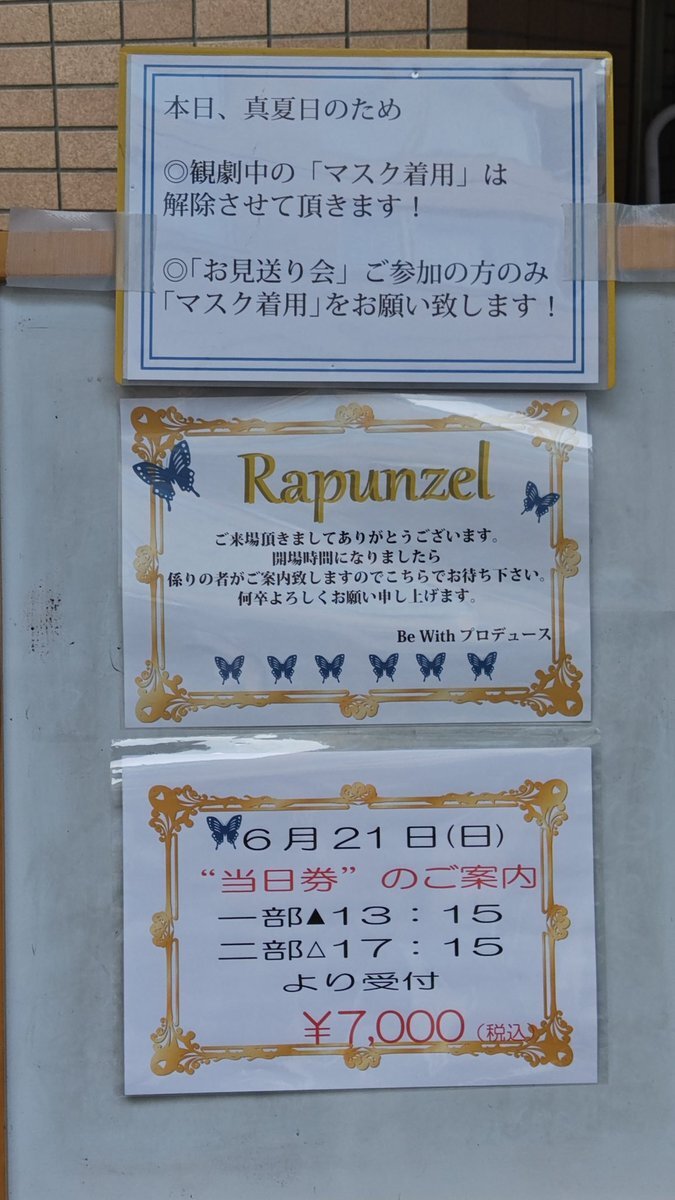 本日、真夏日のため
◎観劇中の「マスク着用」は
解除させて頂きます！
◎「お見送り会」ご参加の方のみ
「マスク着用」をお願い致します！
Rapunzel
ご来場頂きましてありがとうございます。
開場時間になりましたら
係りの者がご案内致しますのでこちらでお待ち下さい。
何卒よろしくお願い申し上げます。
Be With プロデュース
6月21日(日)
“当日券”のご案内
一部▲13：15
二部△17：15
より受付
￥7,000（税込）